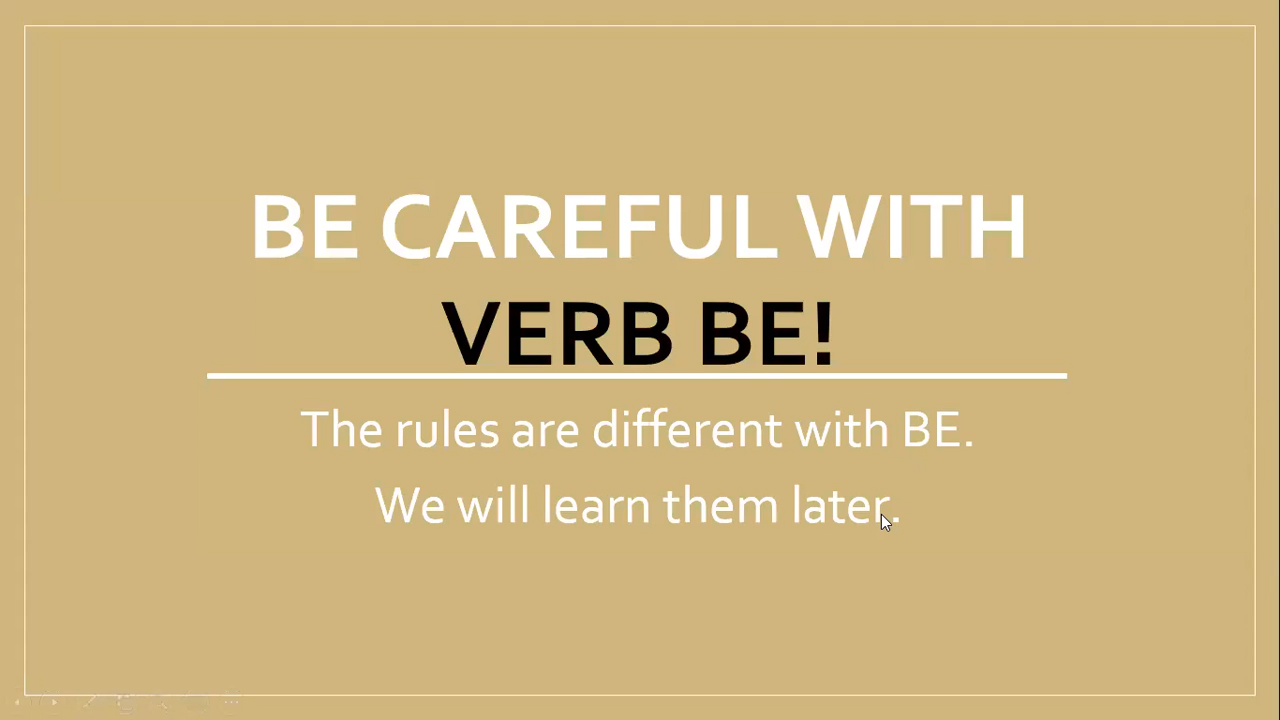 BE CAREFUL WITH
VERB BE!
The rules are different with BE.
We will learn them later.